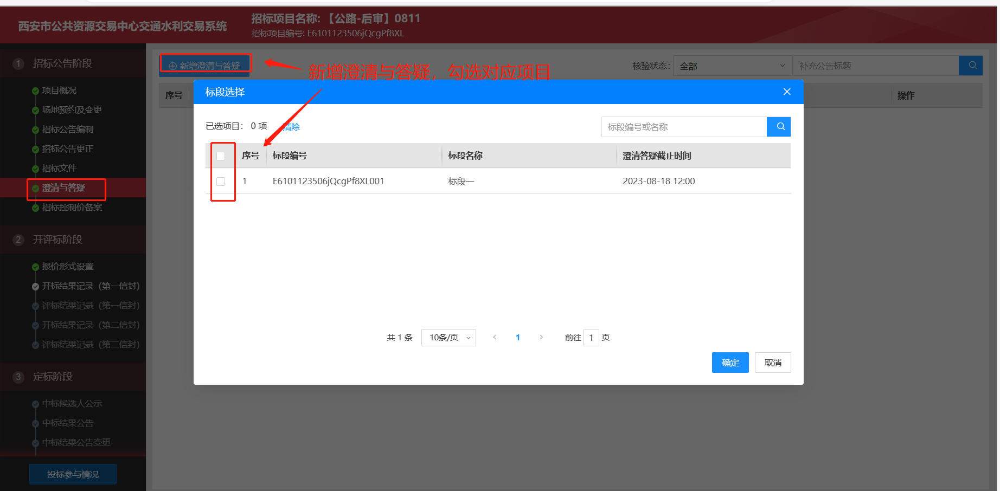 西安市公共资源交易中心交通水利交易系统
招标项目名称:【公路-后审】0811
招标项目编号: E6101123506jQcgPf8XL
1 招标公告阶段
项目概况
场地预约及变更
招标公告编制
招标公告更正
招标文件
澄清与答疑
招标控制价备案
2 开评标阶段
报价形式设置
开标结果记录（第一信封）
评标结果记录（第一信封）
开标结果记录（第二信封）
评标结果记录（第二信封）
3 定标阶段
中标候选人公示
中标结果公告
中标结果公告变更
投标参与情况
新增澄清与答疑
新增澄清与答疑，勾选对应项目
核验状态: 全部 补充公告标题
序号 操作
标段选择
已选项目: 0 项 清除
标段编号或名称
序号 标段编号 标段名称 澄清答疑截止时间
1 E6101123506jQcgPf8XL001 标段一 2023-08-18 12:00
共 1 条 10条/页 < 1 > 前往 1 页
确定 取消